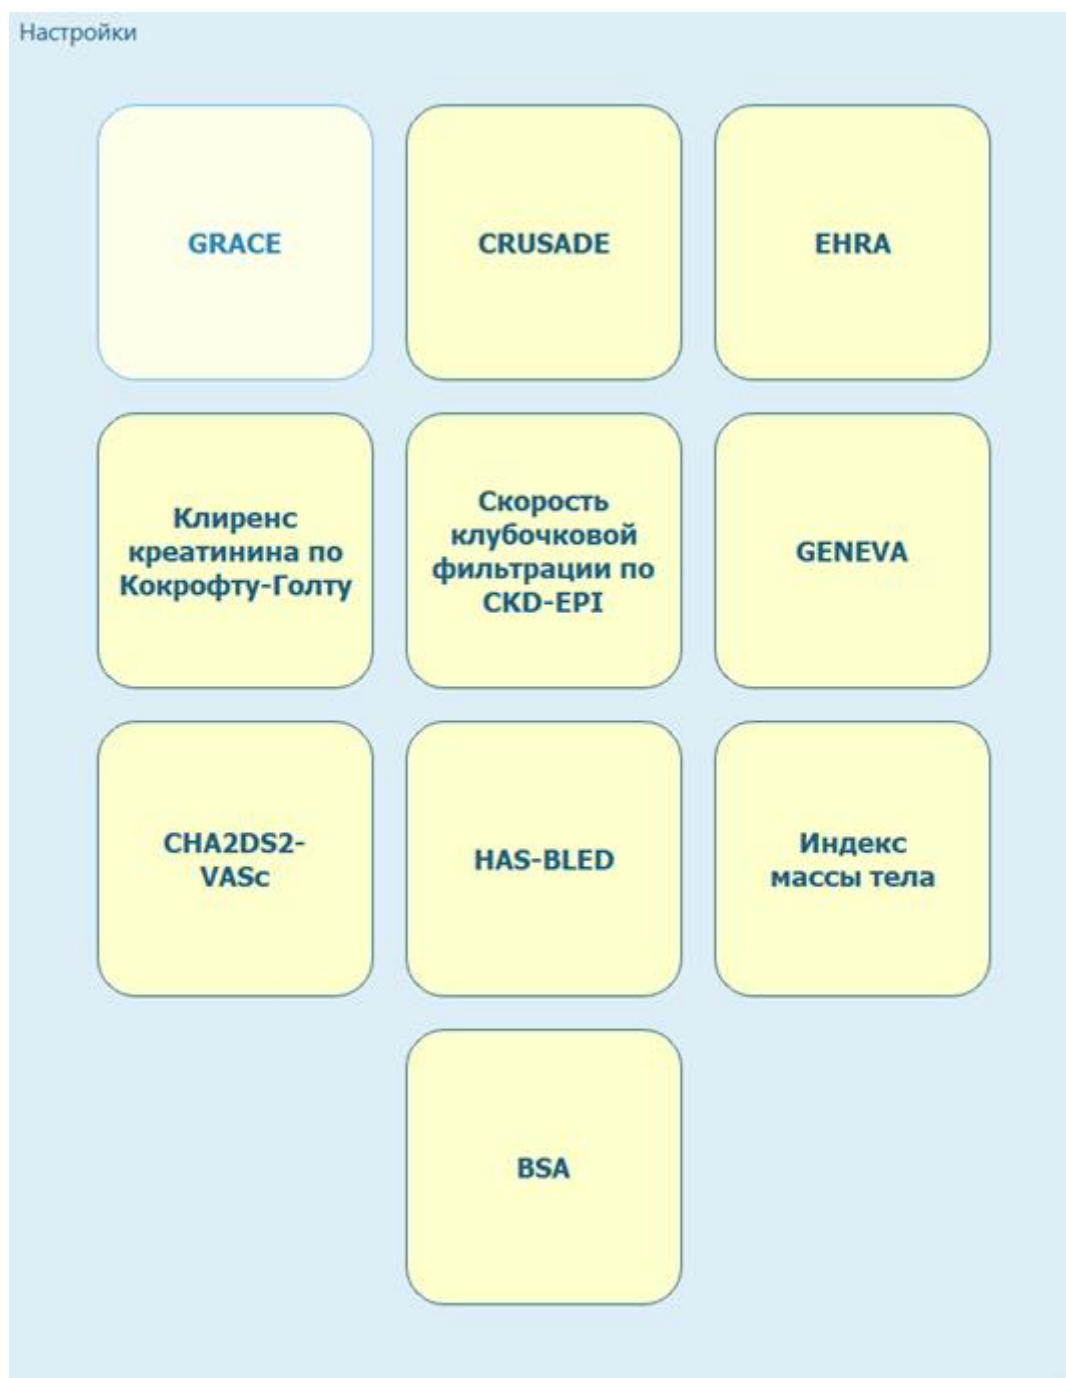 Настройки
GRACE
CRUSADE
EHRA
Клиренс
креатинина по
Кокрофту-Голту
Скорость
клубочковой
фильтрации по
CKD-EPI
GENEVA
CHA2DS2-
VASc
HAS-BLED
Индекс
массы тела
BSA